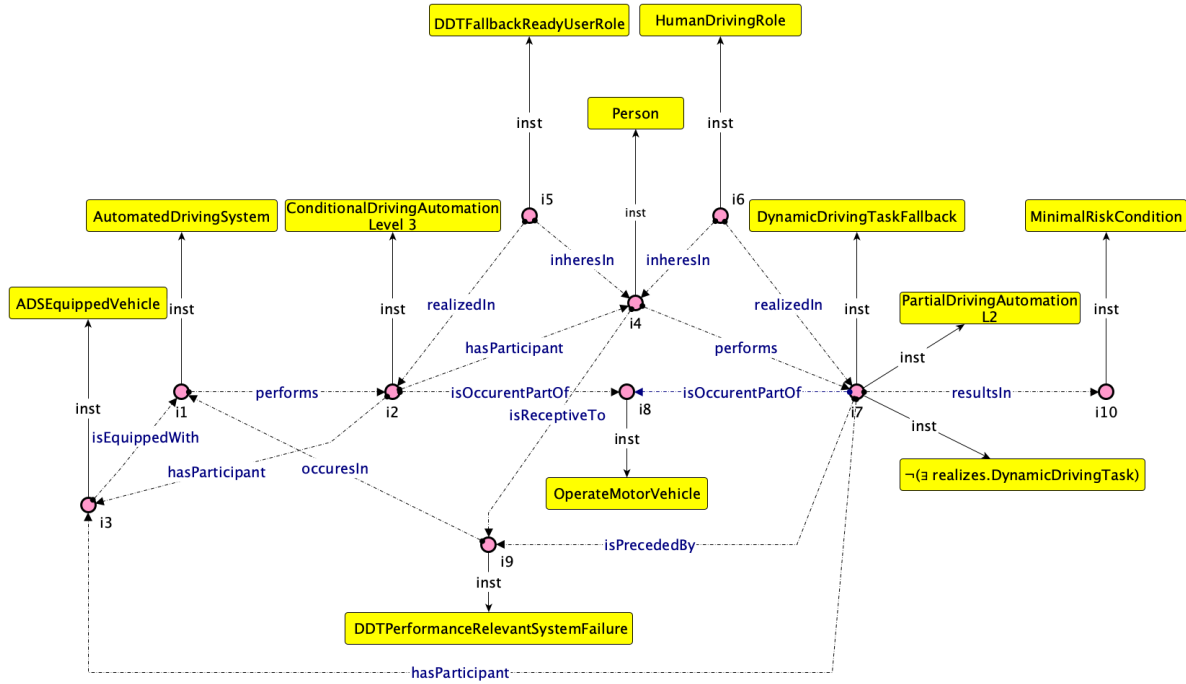 DDTFallbackReadyUserRole
HumanDrivingRole
Person
inst
inst
inst
i5
i6
AutomatedDrivingSystem
ConditionalDrivingAutomation
Level 3
DynamicDrivingTaskFallback
MinimalRiskCondition
inheresIn
inheresIn
ADSEquippedVehicle
inst
inst
realizedIn
i4
realizedIn
inst
PartialDrivingAutomation
L2
inst
hasParticipant
performs
inst
i1
performs
i2
isOccurentPartOf
i8
isOccurentPartOf
i7
resultsIn
i10
inst
isReceptiveTo
inst
inst
isEquippedWith
hasParticipant
occuresIn
¬(∃ realizes.DynamicDrivingTask)
OperateMotorVehicle
i3
isPrecededBy
i9
inst
DDTPerformanceRelevantSystemFailure
hasParticipant